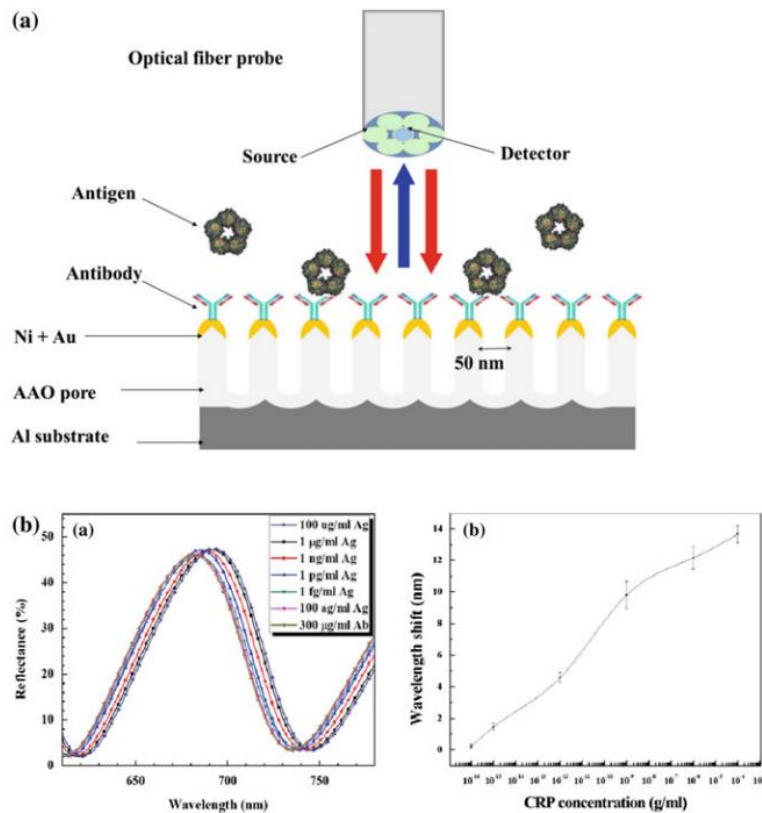 (a)
Optical fiber probe
Source
Detector
Antigen
Antibody
Ni + Au
50 nm
AAO pore
Al substrate
(b)
(a)
Reflectance (%)
50
40
30
20
10
0
650
700
750
Wavelength (nm)
100 ug/ml Ag
1 µg/ml Ag
1 ng/ml Ag
1 pg/ml Ag
1 fg/ml Ag
100 ag/ml Ag
300 µg/ml Ab
(b)
Wavelength shift (nm)
14
12
10
8
6
4
2
0
CRP concentration (g/ml)